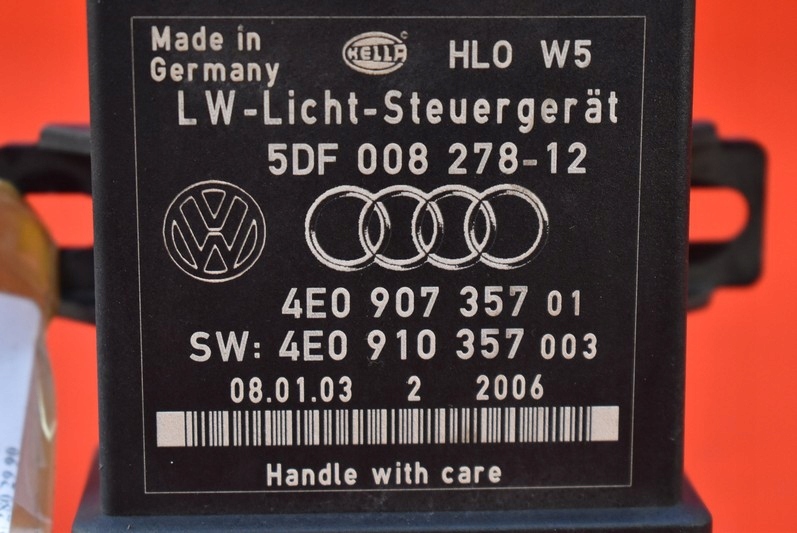 Made in
Germany
HELLA
HLO W5
LW-Licht-Steuergerät
5DF 008 278-12
4E0 907 357 01
SW: 4E0 910 357 003
08.01.03 2 2006
Handle with care